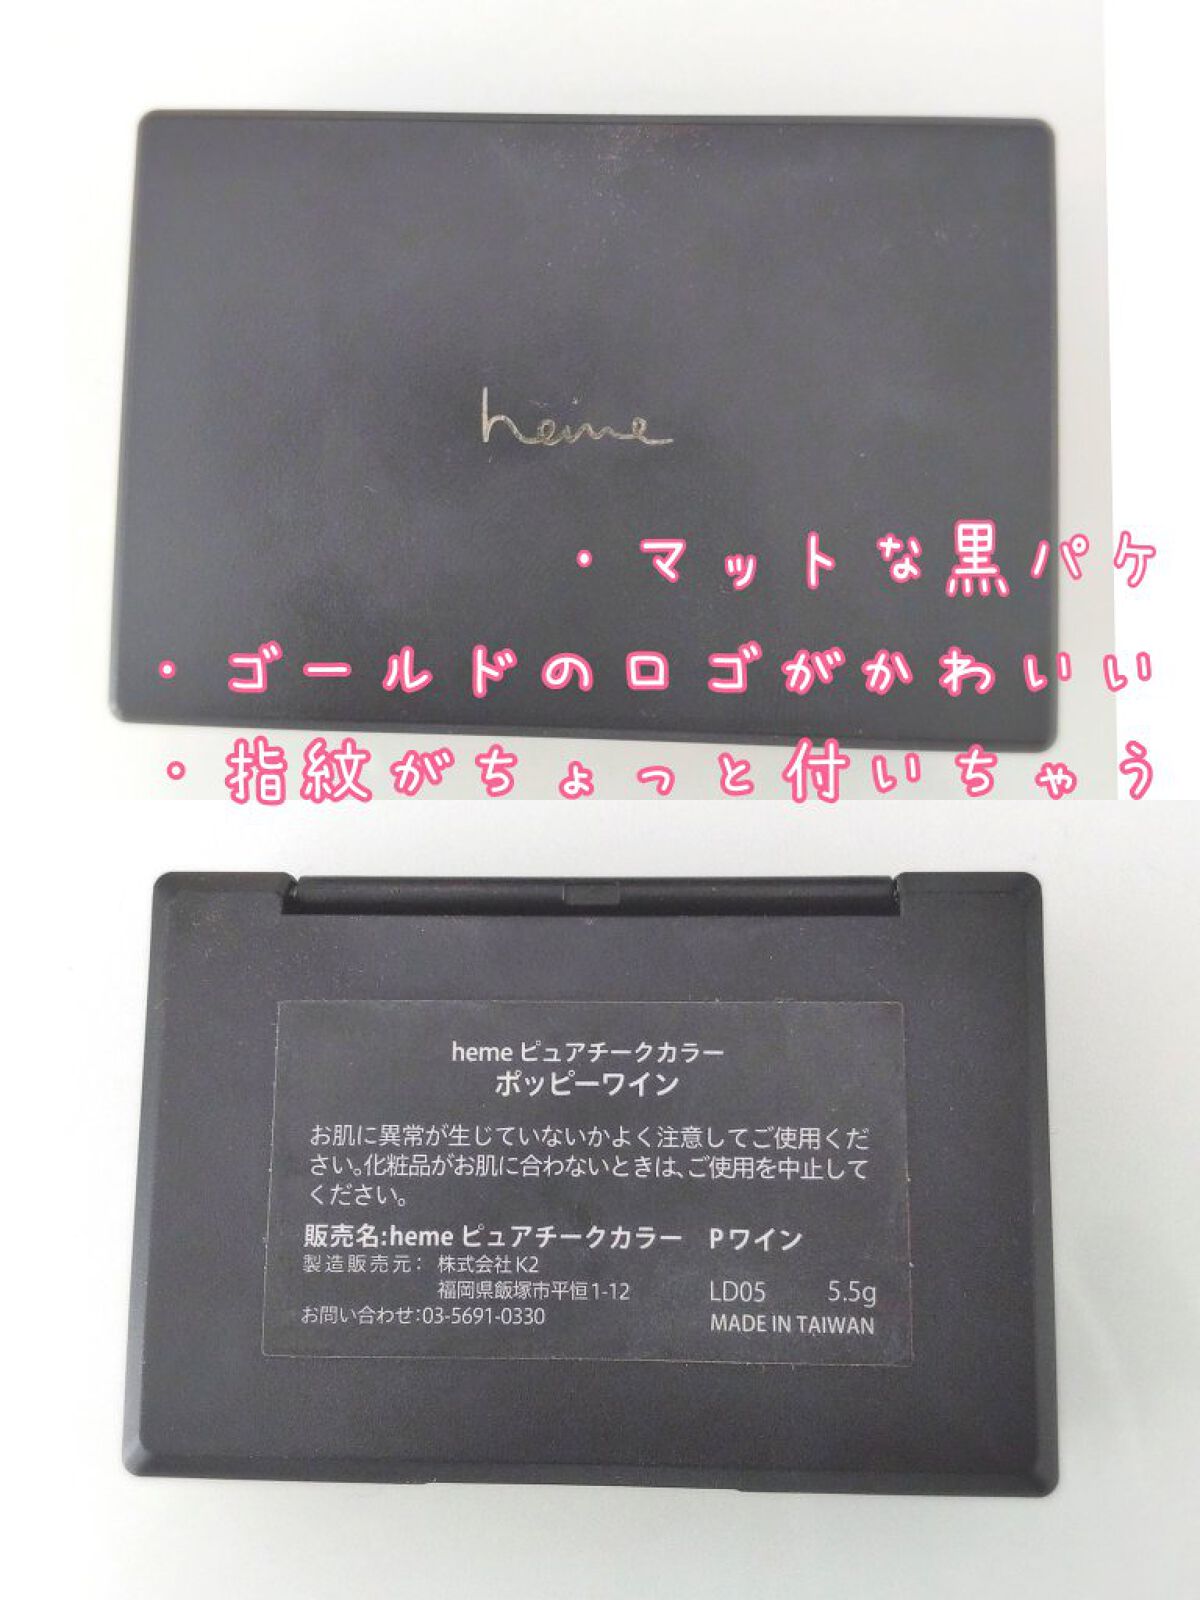 heme
・マットな黒パケ
・ゴールドのロゴがかわいい
・指紋がちょっと付いちゃう
heme ピュアチークカラー
ポッピーワイン
お肌に異常が生じていないかよく注意してご使用くだ
さい。化粧品がお肌に合わないときは、ご使用を中止して
ください。
販売名:heme ピュアチークカラー Pワイン
製造販売元: 株式会社K2
福岡県飯塚市平恒1-12
LD05 5.5g
お問い合わせ:03-5691-0330
MADE IN TAIWAN